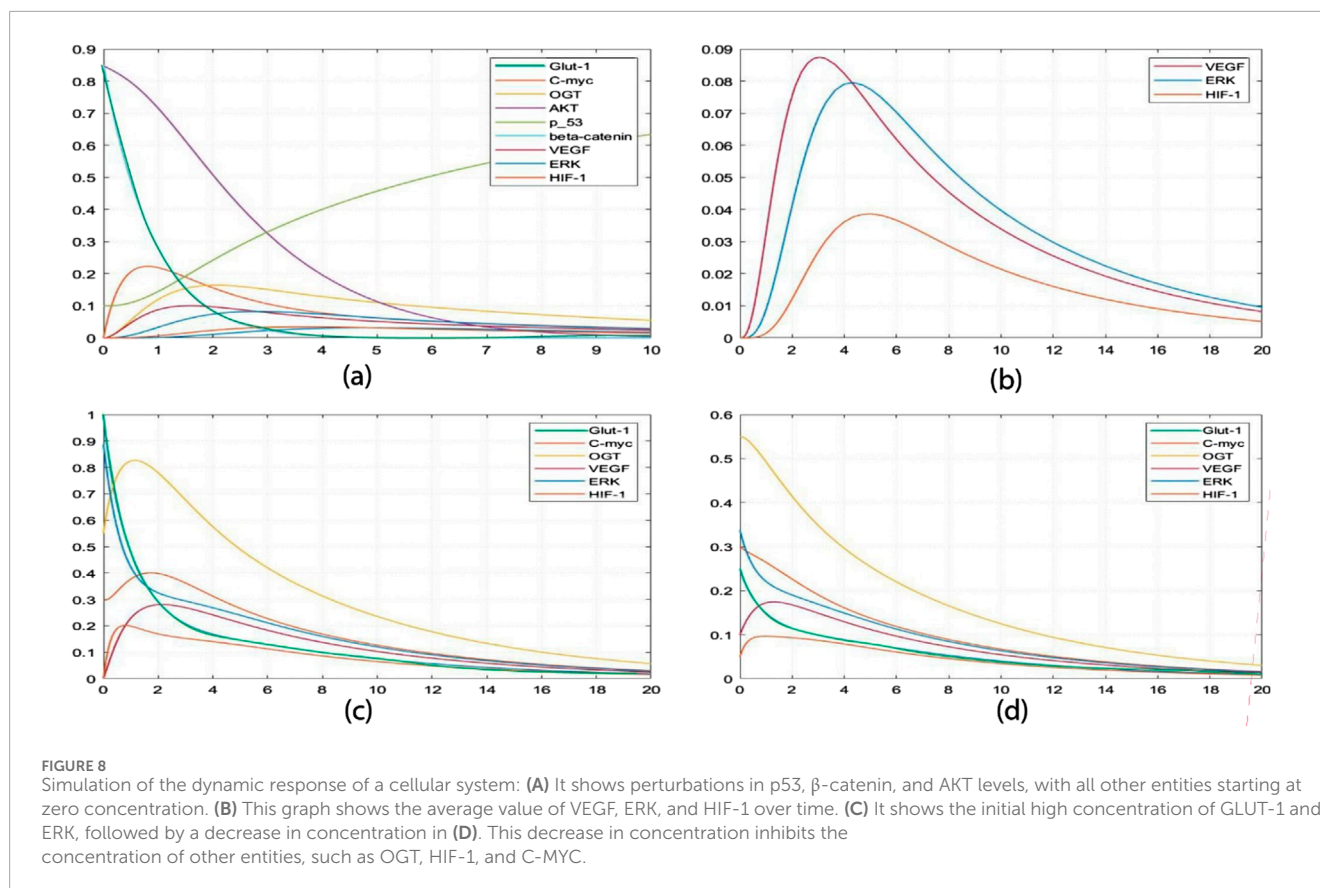 0.9
0.8
0.7
0.6
0.5
0.4
0.3
0.2
0.1
0
0 1 2 3 4 5 6 7 8 9 10
Glut-1
C-myc
OGT
AKT
p_53
beta-catenin
VEGF
ERK
HIF-1
(a)
0.09
0.08
0.07
0.06
0.05
0.04
0.03
0.02
0.01
0
0 2 4 6 8 10 12 14 16 18 20
VEGF
ERK
HIF-1
(b)
1
0.9
0.8
0.7
0.6
0.5
0.4
0.3
0.2
0.1
0
0 2 4 6 8 10 12 14 16 18 20
Glut-1
C-myc
OGT
VEGF
ERK
HIF-1
(c)
0.6
0.5
0.4
0.3
0.2
0.1
0
0 2 4 6 8 10 12 14 16 18 20
Glut-1
C-myc
OGT
VEGF
ERK
HIF-1
(d)
FIGURE 8
Simulation of the dynamic response of a cellular system: (A) It shows perturbations in p53, β-catenin, and AKT levels, with all other entities starting at
zero concentration. (B) This graph shows the average value of VEGF, ERK, and HIF-1 over time. (C) It shows the initial high concentration of GLUT-1 and
ERK, followed by a decrease in concentration in (D). This decrease in concentration inhibits the
concentration of other entities, such as OGT, HIF-1, and C-MYC.